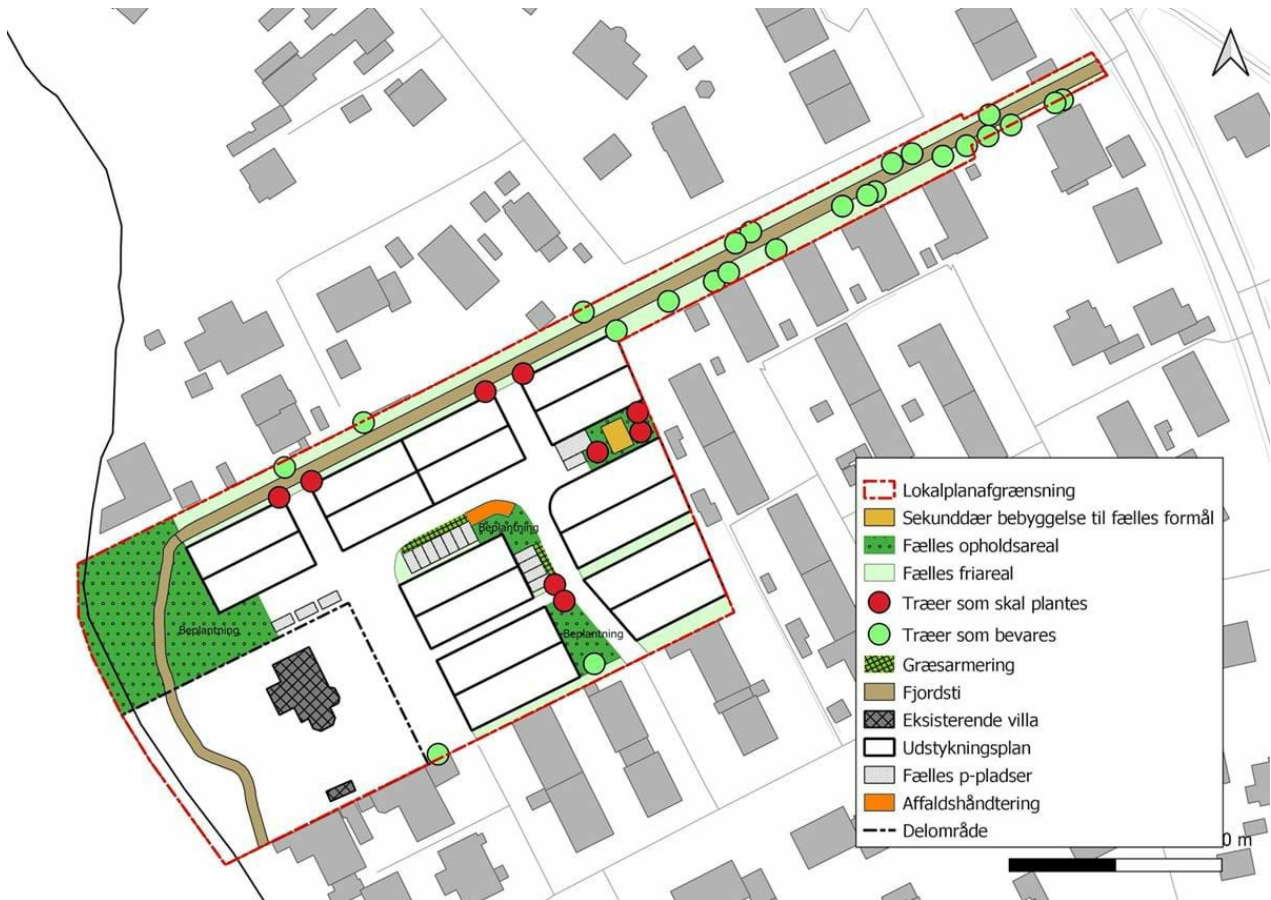 Beplantning
Beplantning
Beplantning
Lokalplanafgrænsning
Sekunddær bebyggelse til fælles formål
Fælles opholdsareal
Fælles friareal
Træer som skal plantes
Træer som bevares
Græsarmering
Fjordsti
Eksisterende villa
Udstykningsplan
Fælles p-pladser
Affaldshåndtering
Delområde
0 m